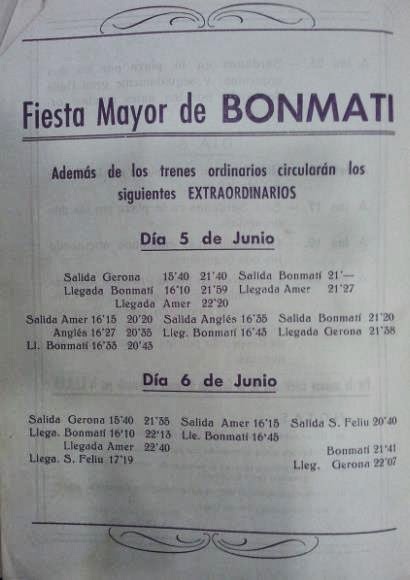 Fiesta Mayor de BONMATI
Además de los trenes ordinarios circularán los
siguientes EXTRAORDINARIOS
Día 5 de Junio
Salida Gerona 15'40 21'40 Salida Bonmatí 21'—
Llegada Bonmatí 16'10 21'59 Llegada Amer 21'27
Llegada Amer 22'20
Salida Amer 16'15 20'20 Salida Anglés 16'35 Salida Bonmatí 21'20
Anglés 16'27 20'35 Lleg. Bonmatí 16'43 Llegada Gerona 21'38
Ll. Bonmatí 16'33 20'43
Día 6 de Junio
Salida Gerona 15'40 21'35 Salida Amer 16'15 Salida S. Feliu 20'40
Llega. Bonmatí 16'10 22'13 Lle. Bonmatí 16'45
Llegada Amer 22'40 Bonmatí 21'41
Llega. S. Feliu 17'19 Lleg. Gerona 22'07